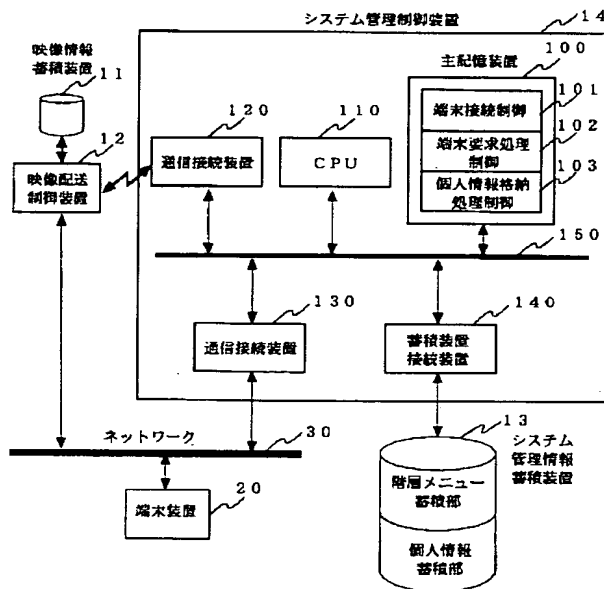 システム管理制御装置
14
映像情報
蓄積装置
11
主記憶装置
100
101
端末接続制御
102
端末要求処理
制御
103
個人情報格納
処理制御
120
通信接続装置
110
CPU
12
映像配送
制御装置
150
130
通信接続装置
140
蓄積装置
接続装置
ネットワーク
30
端末装置
20
13
システム
管理情報
蓄積装置
階層メニュー
蓄積部
個人情報
蓄積部